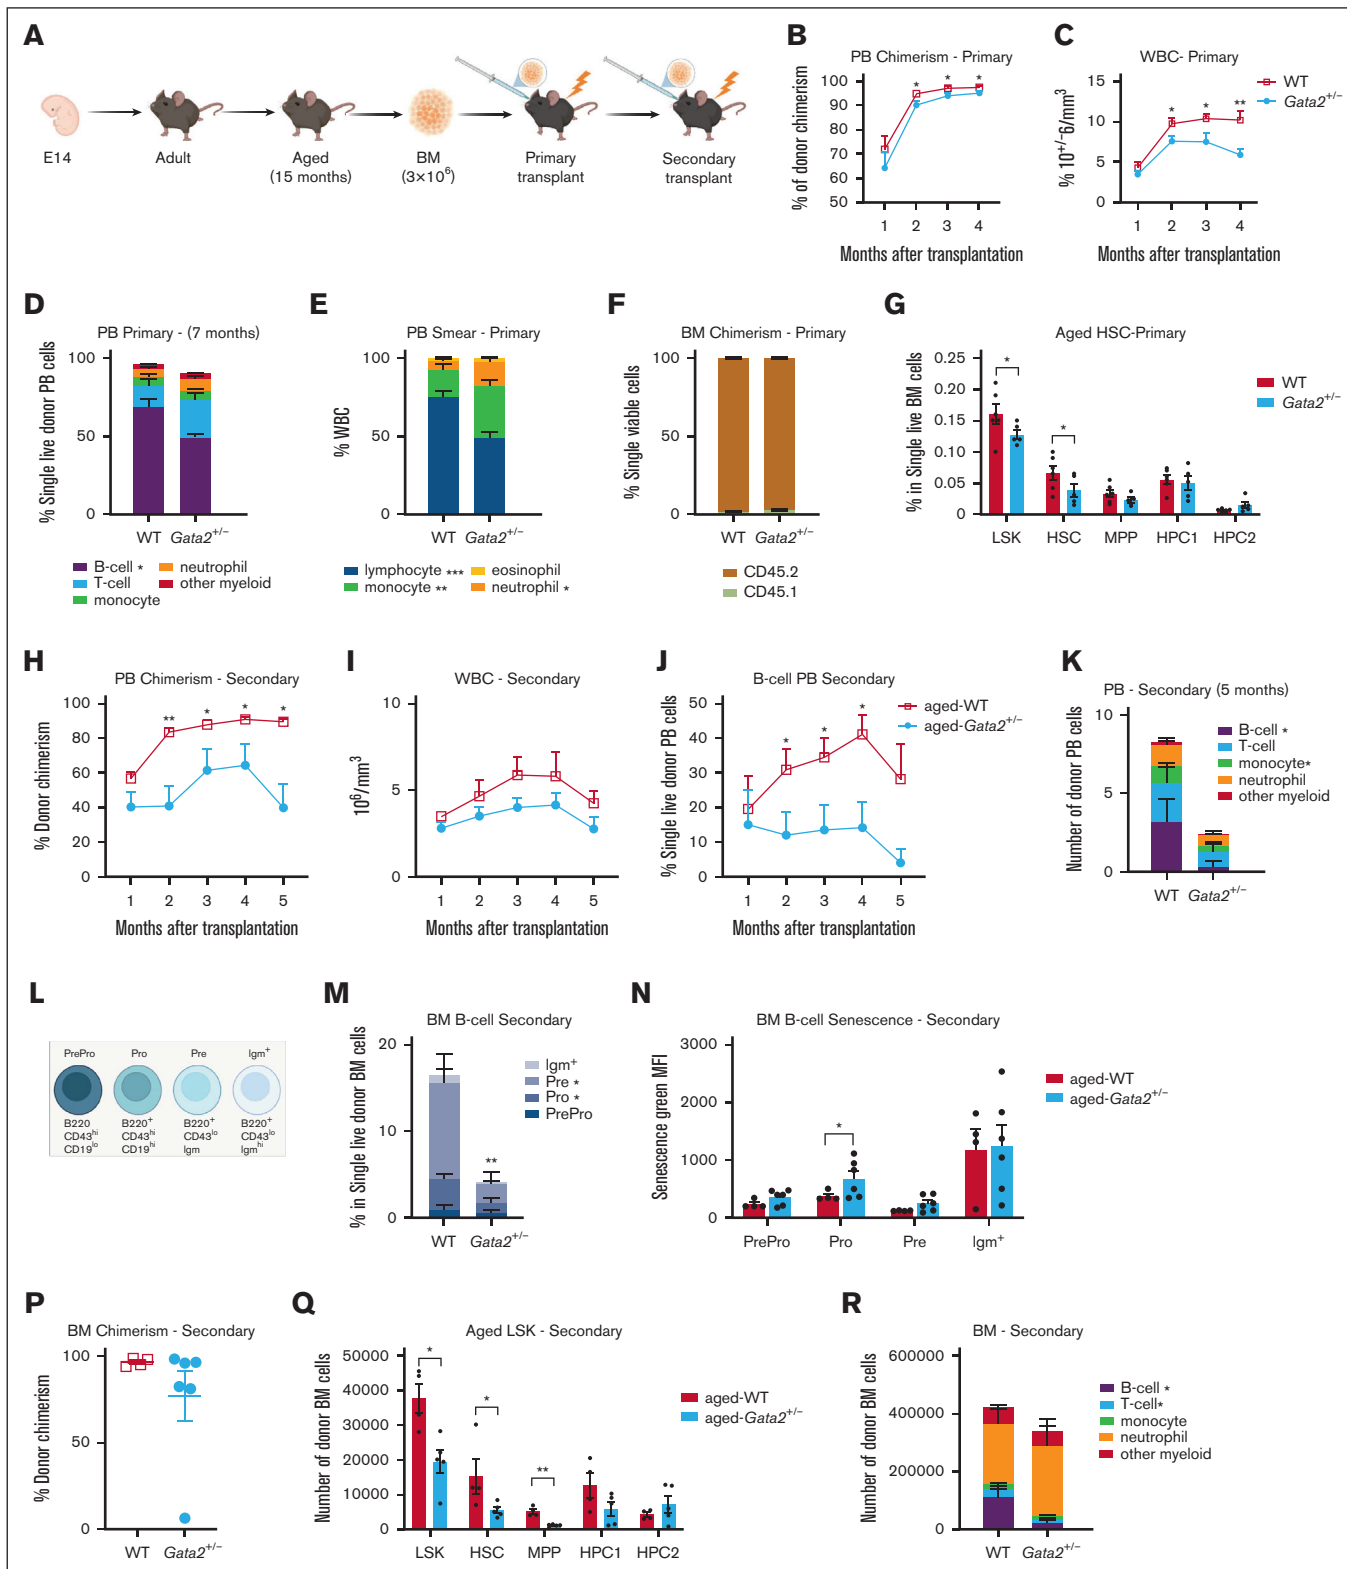 A
E14
Adult
Aged
(15 months)
BM
(3×10⁶)
Primary
transplant
Secondary
transplant
B
PB Chimerism - Primary
% of donor chimerism
100
90
80
70
60
50
* * *
1 2 3 4
Months after transplantation
C
WBC- Primary
% 10⁺/⁻6/mm³
15
10
5
0
* * **
1 2 3 4
Months after transplantation
WT
Gata2⁺/⁻
D
PB Primary - (7 months)
% Single live donor PB cells
100
50
0
WT Gata2⁺/⁻
B-cell *
T-cell
monocyte
neutrophil
other myeloid
E
PB Smear - Primary
% WBC
100
50
0
WT Gata2⁺/⁻
lymphocyte ***
monocyte **
eosinophil
neutrophil *
F
BM Chimerism - Primary
% Single viable cells
100
50
0
WT Gata2⁺/⁻
CD45.2
CD45.1
G
Aged HSC-Primary
% in Single live BM cells
0.25
0.20
0.15
0.10
0.05
0
* *
LSK HSC MPP HPC1 HPC2
WT
Gata2⁺/⁻
H
PB Chimerism - Secondary
% Donor chimerism
100
80
60
40
20
0
** * * *
1 2 3 4 5
Months after transplantation
I
WBC - Secondary
10⁶/mm³
10
5
0
1 2 3 4 5
Months after transplantation
J
B-cell PB Secondary
% Single live donor PB cells
50
40
30
20
10
0
* * *
1 2 3 4 5
Months after transplantation
aged-WT
aged-Gata2⁺/⁻
K
PB - Secondary (5 months)
Number of donor PB cells
10
5
0
WT Gata2⁺/⁻
B-cell *
T-cell
monocyte*
neutrophil
other myeloid
L
PrePro Pro Pre Igm⁺
B220 B220⁺ B220⁺ B220⁺
CD43ʰⁱ CD43ʰⁱ CD43ˡᵒ CD43ˡᵒ
CD19ˡᵒ CD19ʰⁱ Igm Igmʰⁱ
M
BM B-cell Secondary
% in Single live donor BM cells
20
10
0
**
WT Gata2⁺/⁻
Igm⁺
Pre *
Pro *
PrePro
N
BM B-cell Senescence - Secondary
Senescence green MFI
3000
2000
1000
0
*
PrePro Pro Pre Igm⁺
aged-WT
aged-Gata2⁺/⁻
P
BM Chimerism - Secondary
% Donor chimerism
100
50
0
WT Gata2⁺/⁻
Q
Aged LSK - Secondary
Number of donor BM cells
50000
40000
30000
20000
10000
0
* * **
LSK HSC MPP HPC1 HPC2
aged-WT
aged-Gata2⁺/⁻
R
BM - Secondary
Number of donor BM cells
600000
400000
200000
0
WT Gata2⁺/⁻
B-cell *
T-cell*
monocyte
neutrophil
other myeloid